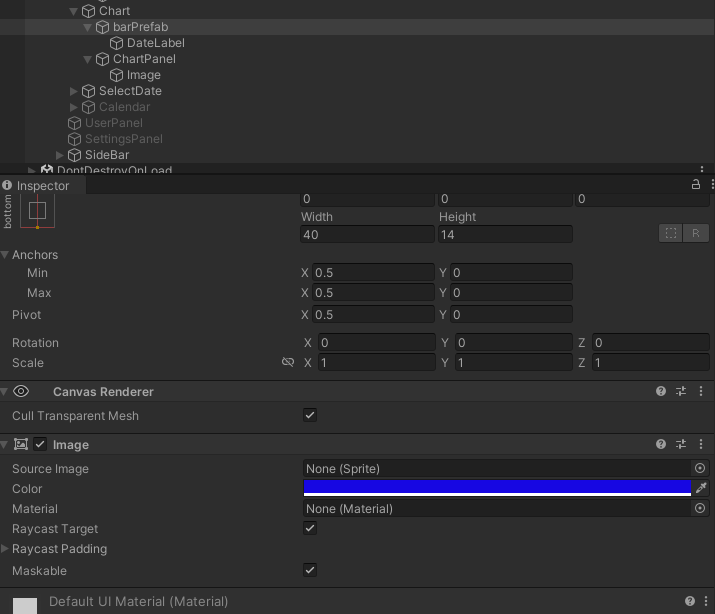 Chart
barPrefab
DateLabel
ChartPanel
Image
SelectDate
Calendar
UserPanel
SettingsPanel
SideBar
DontDestroyOnLoad
Inspector
bottom
0 0 0
Width Height
40 14
Anchors
Min X 0.5 Y 0
Max X 0.5 Y 0
Pivot X 0.5 Y 0
Rotation X 0 Y 0 Z 0
Scale X 1 Y 1 Z 1
R
Canvas Renderer
Cull Transparent Mesh
Image
Source Image None (Sprite)
Color
Material None (Material)
Raycast Target
Raycast Padding
Maskable
Default UI Material (Material)